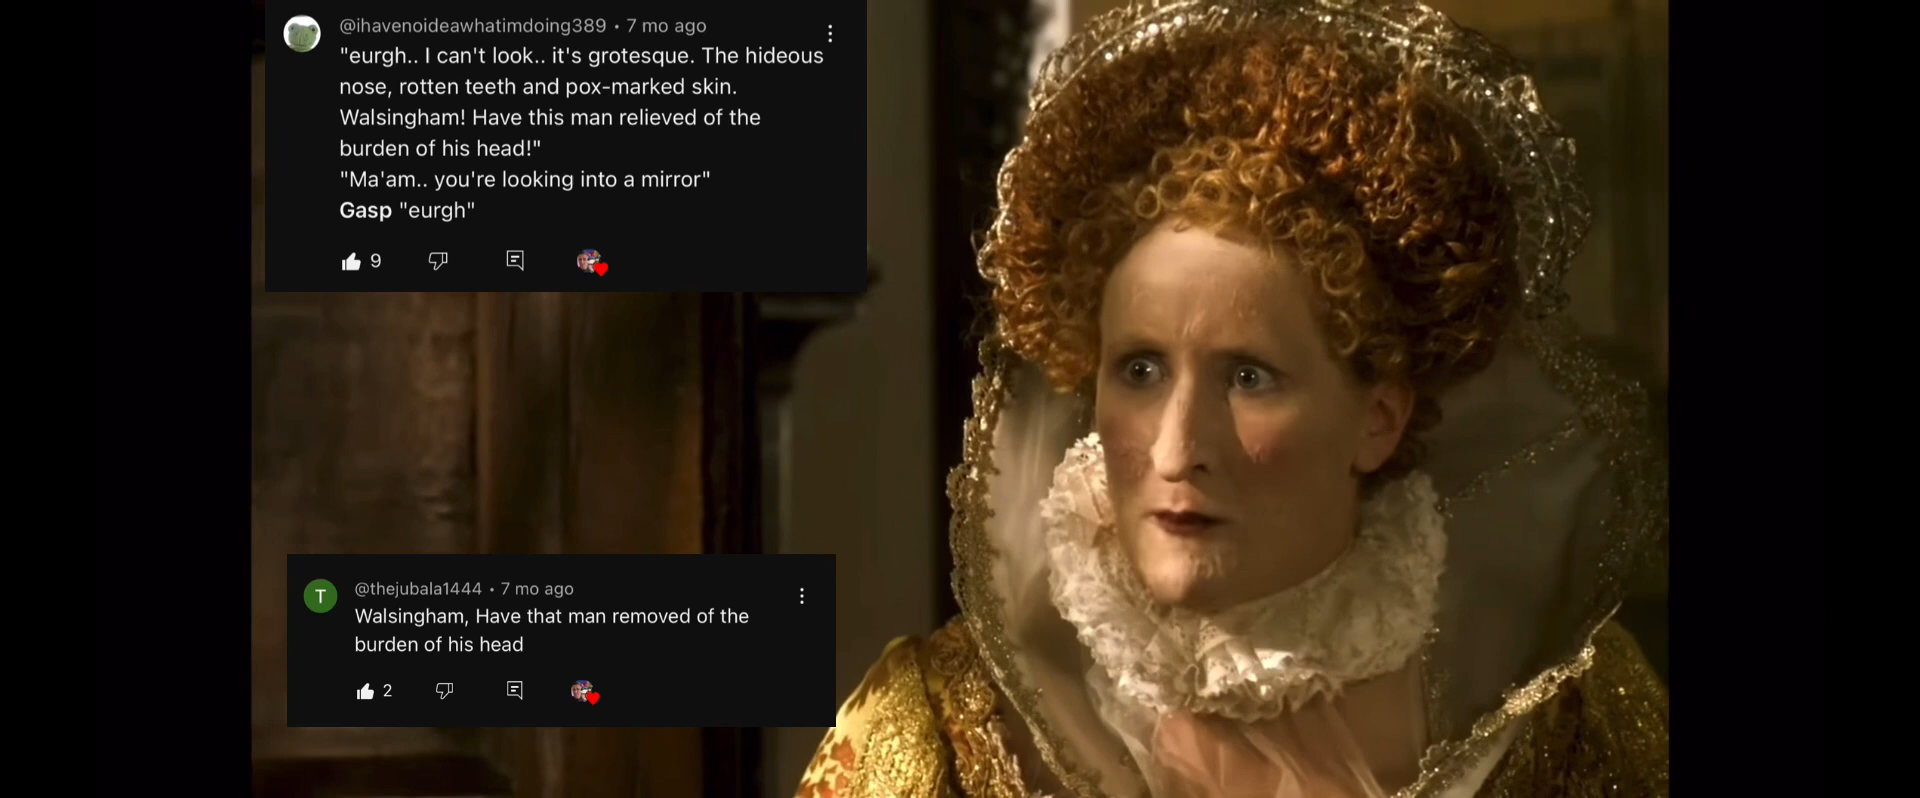 @ihavenoideawhatimdoing389 • 7 mo ago
"eurgh.. I can't look.. it's grotesque. The hideous
nose, rotten teeth and pox-marked skin.
Walsingham! Have this man relieved of the
burden of his head!"
"Ma'am.. you're looking into a mirror"
Gasp "eurgh"
9
T
@thejubala1444 • 7 mo ago
Walsingham, Have that man removed of the
burden of his head
2